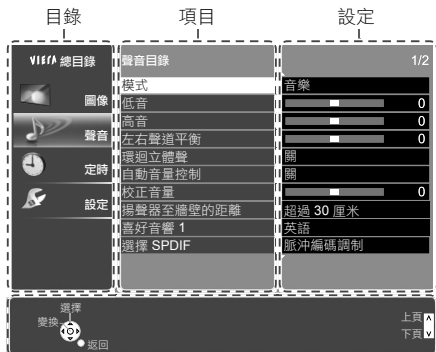 目錄 項目 設定
VIERA 總目錄 聲音目錄 1/2
圖像
聲音
定時
設定
模式 音樂
低音 0
高音 0
左右聲道平衡 0
環迴立體聲 關
自動音量控制 關
校正音量 0
揚聲器至牆壁的距離 超過 30 厘米
喜好音響 1 英語
選擇 SPDIF 脈沖編碼調制
選擇
變換
返回
上頁
下頁